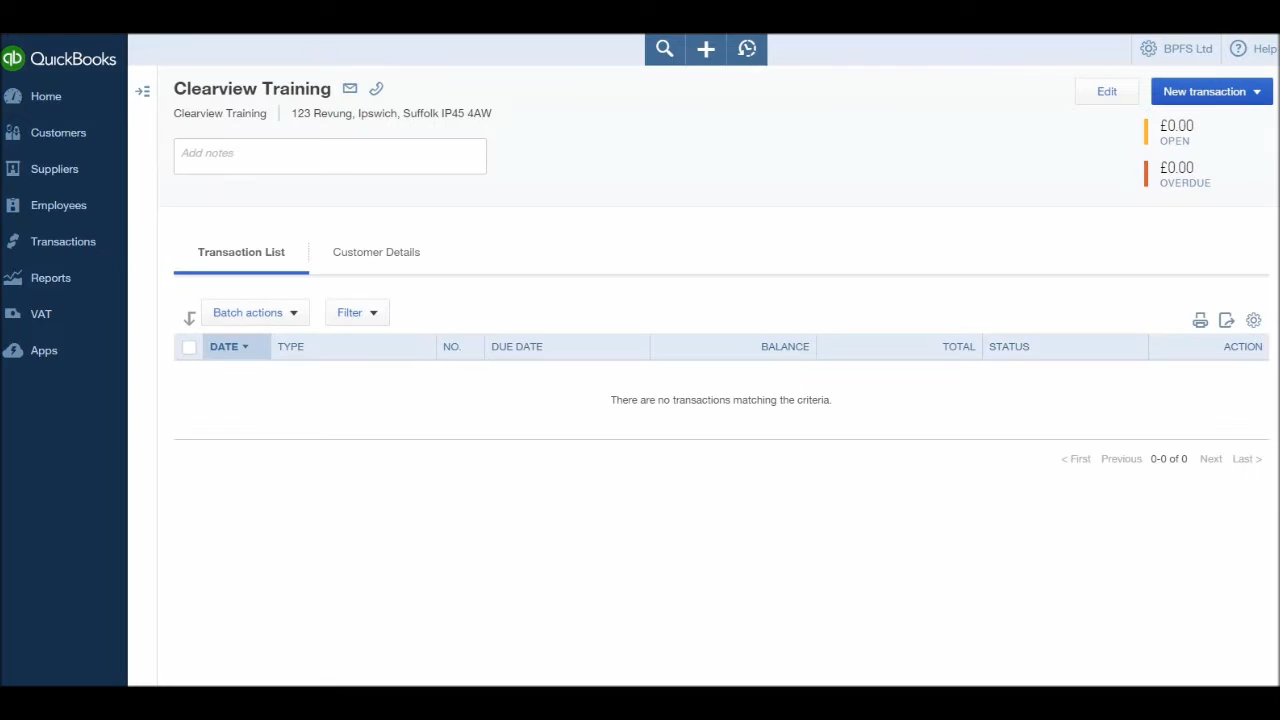 qb QuickBooks
BPFS Ltd
Help
Home
Customers
Suppliers
Employees
Transactions
Reports
VAT
Apps
Clearview Training
Edit
New transaction
Clearview Training 123 Revung, Ipswich, Suffolk IP45 4AW
Add notes
£0.00
OPEN
£0.00
OVERDUE
Transaction List Customer Details
Batch actions Filter
DATE TYPE NO. DUE DATE BALANCE TOTAL STATUS ACTION
There are no transactions matching the criteria.
< First Previous 0-0 of 0 Next Last >